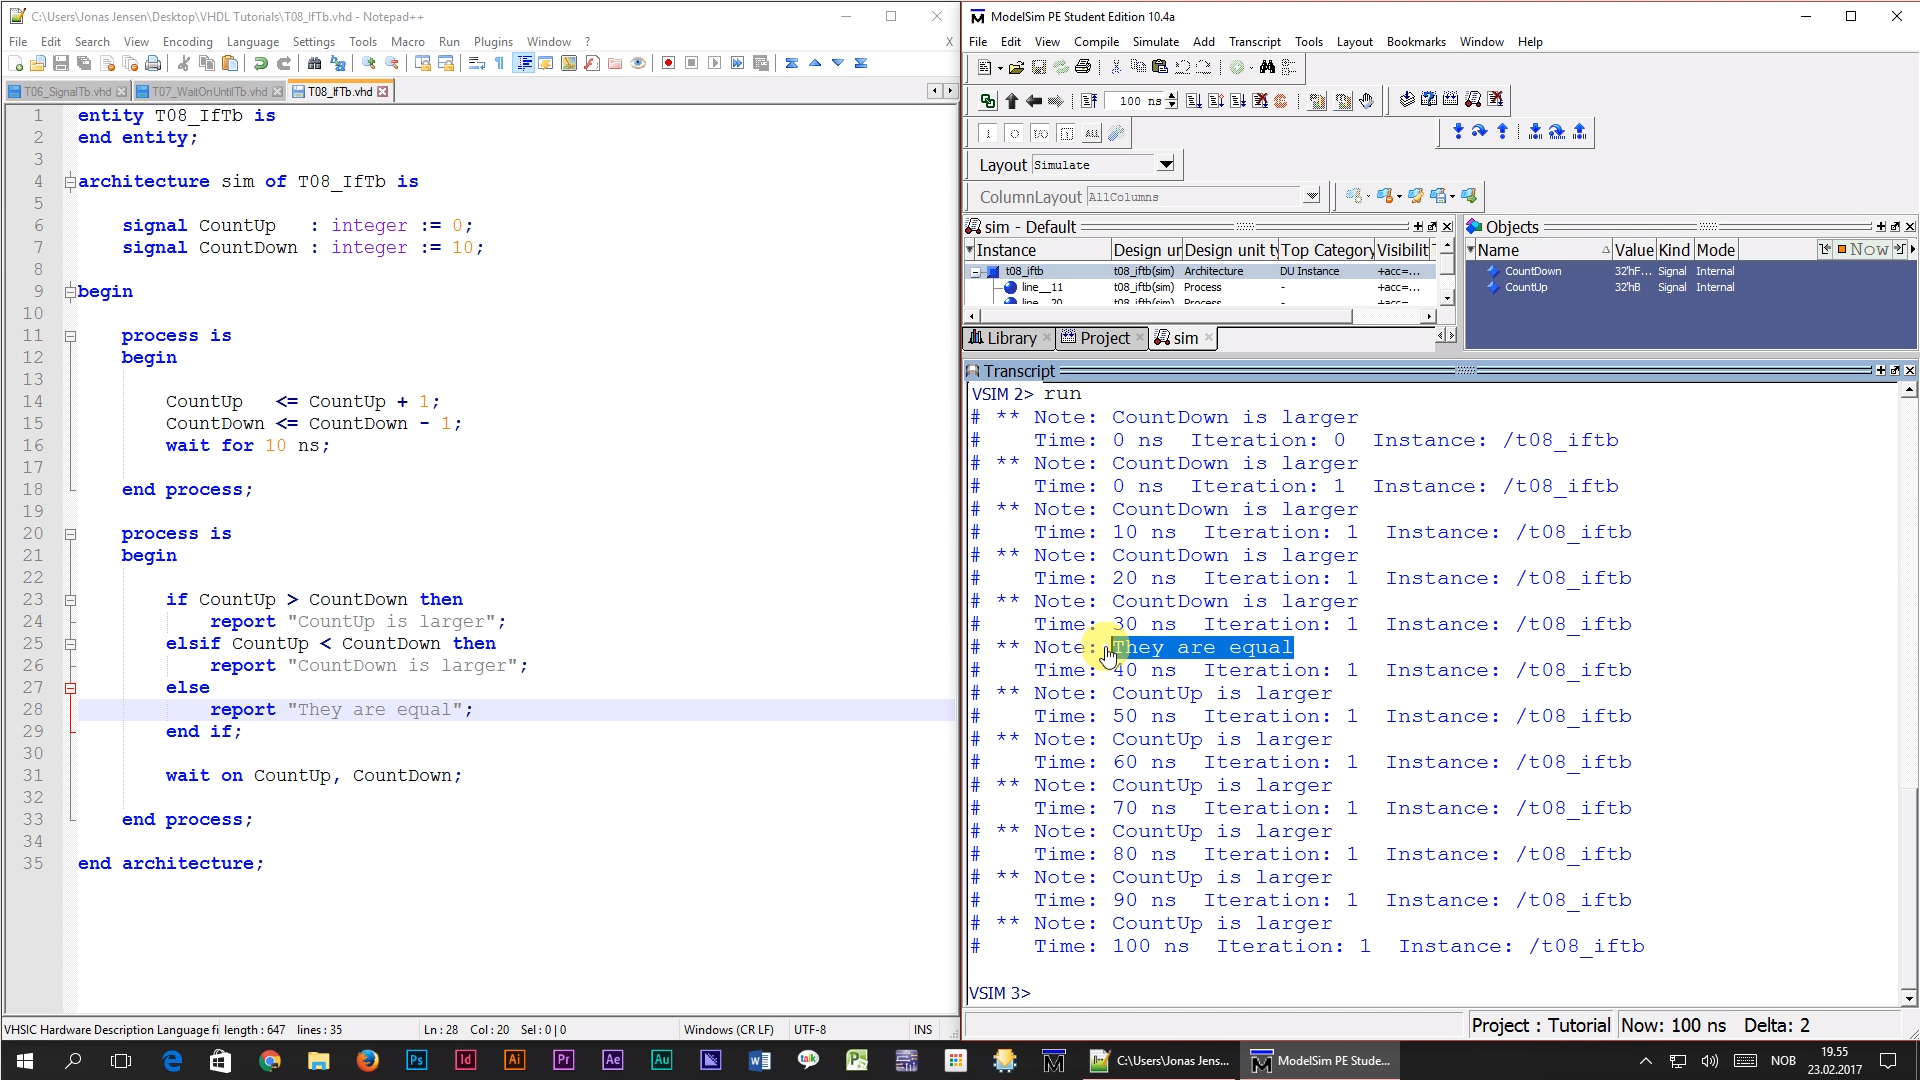 C:\Users\Jonas Jensen\Desktop\VHDL Tutorials\T08_IfTb.vhd - Notepad++
File Edit Search View Encoding Language Settings Tools Macro Run Plugins Window ? X
T06_SignalTb.vhd T07_WaitOnUntilTb.vhd T08_IfTb.vhd
1 entity T08_IfTb is
2 end entity;
3
4 architecture sim of T08_IfTb is
5
6 signal CountUp : integer := 0;
7 signal CountDown : integer := 10;
8
9 begin
10
11 process is
12 begin
13
14 CountUp <= CountUp + 1;
15 CountDown <= CountDown - 1;
16 wait for 10 ns;
17
18 end process;
19
20 process is
21 begin
22
23 if CountUp > CountDown then
24 report "CountUp is larger";
25 elsif CountUp < CountDown then
26 report "CountDown is larger";
27 else
28 report "They are equal";
29 end if;
30
31 wait on CountUp, CountDown;
32
33 end process;
34
35 end architecture;
VHSIC Hardware Description Language fi length : 647 lines : 35 Ln : 28 Col : 20 Sel : 0 | 0 Windows (CR LF) UTF-8 INS
ModelSim PE Student Edition 10.4a
File Edit View Compile Simulate Add Transcript Tools Layout Bookmarks Window Help
100 ns
ALL
Layout Simulate
ColumnLayout AllColumns
sim - Default
Instance Design ur Design unit ty Top Category Visibilit
t08_iftb t08_iftb(sim) Architecture DU Instance +acc=...
line__11 t08_iftb(sim) Process - +acc=...
line__20 t08_iftb(sim) Process - +acc=...
Library Project sim
Objects
Name Value Kind Mode Now
CountDown 32'hF... Signal Internal
CountUp 32'hB Signal Internal
Transcript
VSIM 2> run
# ** Note: CountDown is larger
# Time: 0 ns Iteration: 0 Instance: /t08_iftb
# ** Note: CountDown is larger
# Time: 0 ns Iteration: 1 Instance: /t08_iftb
# ** Note: CountDown is larger
# Time: 10 ns Iteration: 1 Instance: /t08_iftb
# ** Note: CountDown is larger
# Time: 20 ns Iteration: 1 Instance: /t08_iftb
# ** Note: CountDown is larger
# Time: 30 ns Iteration: 1 Instance: /t08_iftb
# ** Note: They are equal
# Time: 40 ns Iteration: 1 Instance: /t08_iftb
# ** Note: CountUp is larger
# Time: 50 ns Iteration: 1 Instance: /t08_iftb
# ** Note: CountUp is larger
# Time: 60 ns Iteration: 1 Instance: /t08_iftb
# ** Note: CountUp is larger
# Time: 70 ns Iteration: 1 Instance: /t08_iftb
# ** Note: CountUp is larger
# Time: 80 ns Iteration: 1 Instance: /t08_iftb
# ** Note: CountUp is larger
# Time: 90 ns Iteration: 1 Instance: /t08_iftb
# ** Note: CountUp is larger
# Time: 100 ns Iteration: 1 Instance: /t08_iftb
VSIM 3>
Project : Tutorial Now: 100 ns Delta: 2
Ps Id Ai Pr Ae Au talk C:\Users\Jonas Jens... ModelSim PE Stude... NOB 19.55
23.02.2017